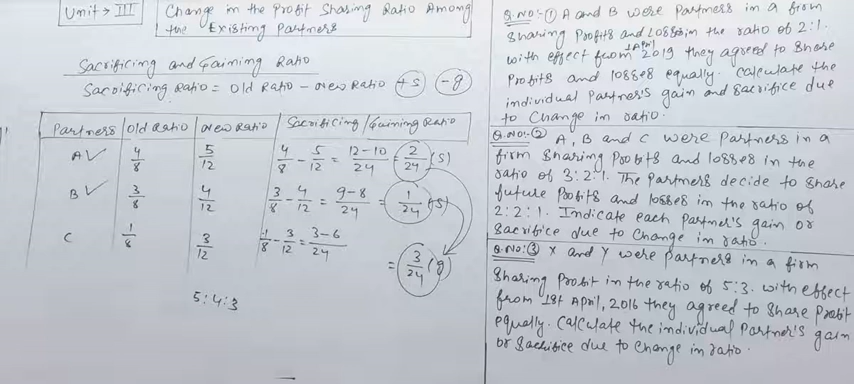 Unit → III
Change in the Profit Sharing Ratio Among
the Existing Partners
Sacrificing and Gaining Ratio
Sacrificing Ratio = Old Ratio - New Ratio +s -g
Partners Old Ratio New Ratio Sacrificing/Gaining Ratio
A ✓ 4/8 5/12 4/8 - 5/12 = 12-10/24 = 2/24 (s)
B ✓ 3/8 4/12 3/8 - 4/12 = 9-8/24 = 1/24 (s)
C 1/8 3/12 1/8 - 3/12 = 3-6/24 = 3/24 (g)
5:4:3
Q.No:-① A and B were Partners in a firm
Sharing Profits and Losses in the ratio of 2:1.
with effect from 1 April 2019 they agreed to share
Profits and losses equally. Calculate the
individual Partner's gain and Sacrifice due
to Change in ratio.
Q.No:-② A, B and C were Partners in a
firm Sharing Profits and losses in the
ratio of 3:2:1. The Partners decide to Share
future Profits and losses in the ratio of
2:2:1. Indicate each Partner's gain or
Sacrifice due to Change in ratio.
Q.No:③ X and Y were Partners in a firm
Sharing Profit in the ratio of 5:3. with effect
from 1st April, 2016 they agreed to Share Profit
equally. Calculate the individual Partner's gain
or Sacrifice due to Change in ratio.